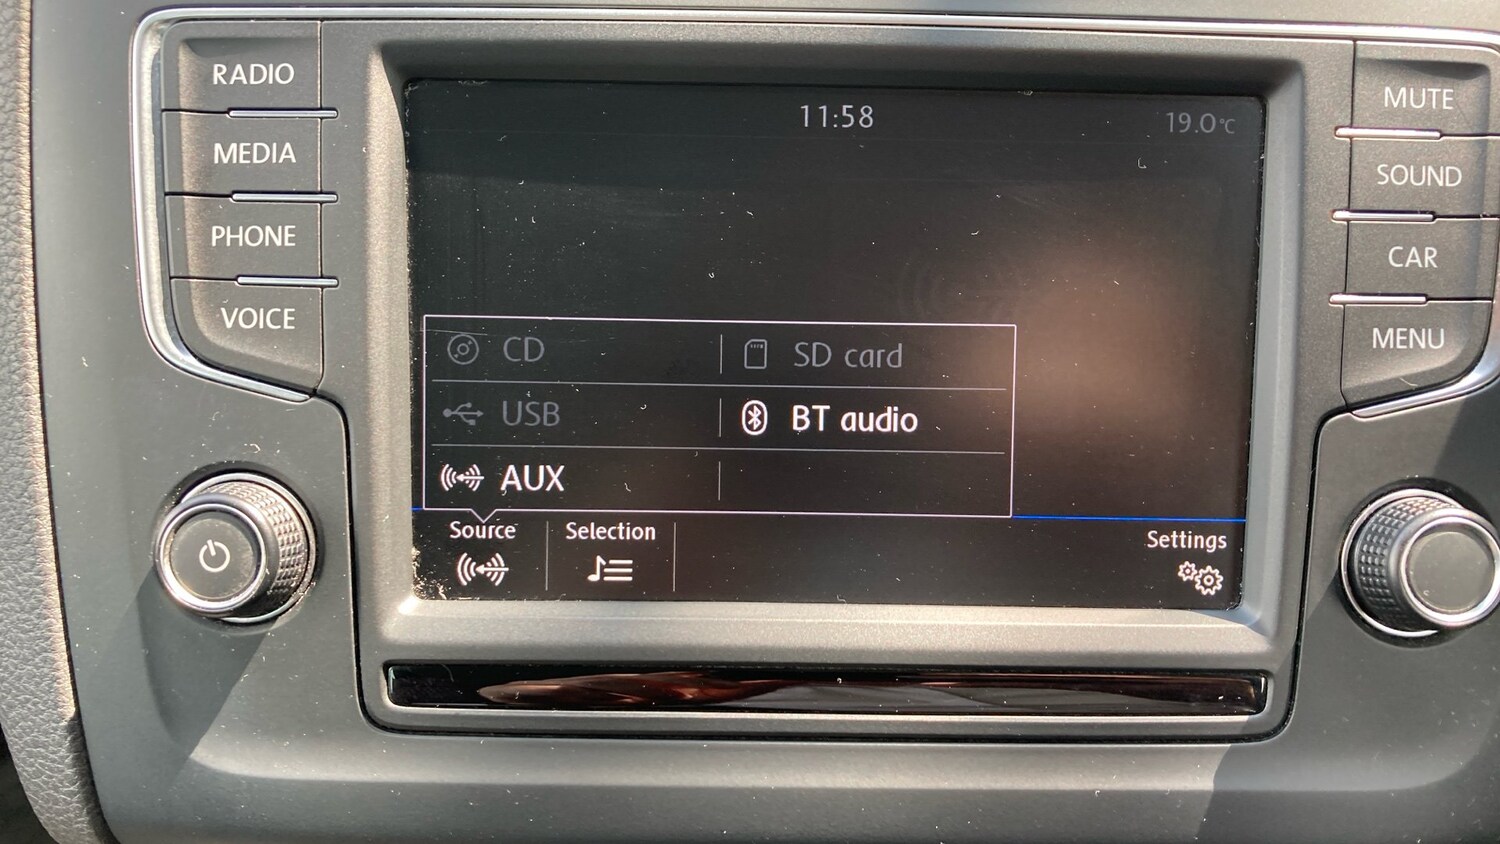 RADIO
MEDIA
PHONE
VOICE
11:58
19.0°C
CD
SD card
USB
BT audio
AUX
Source
Selection
Settings
MUTE
SOUND
CAR
MENU